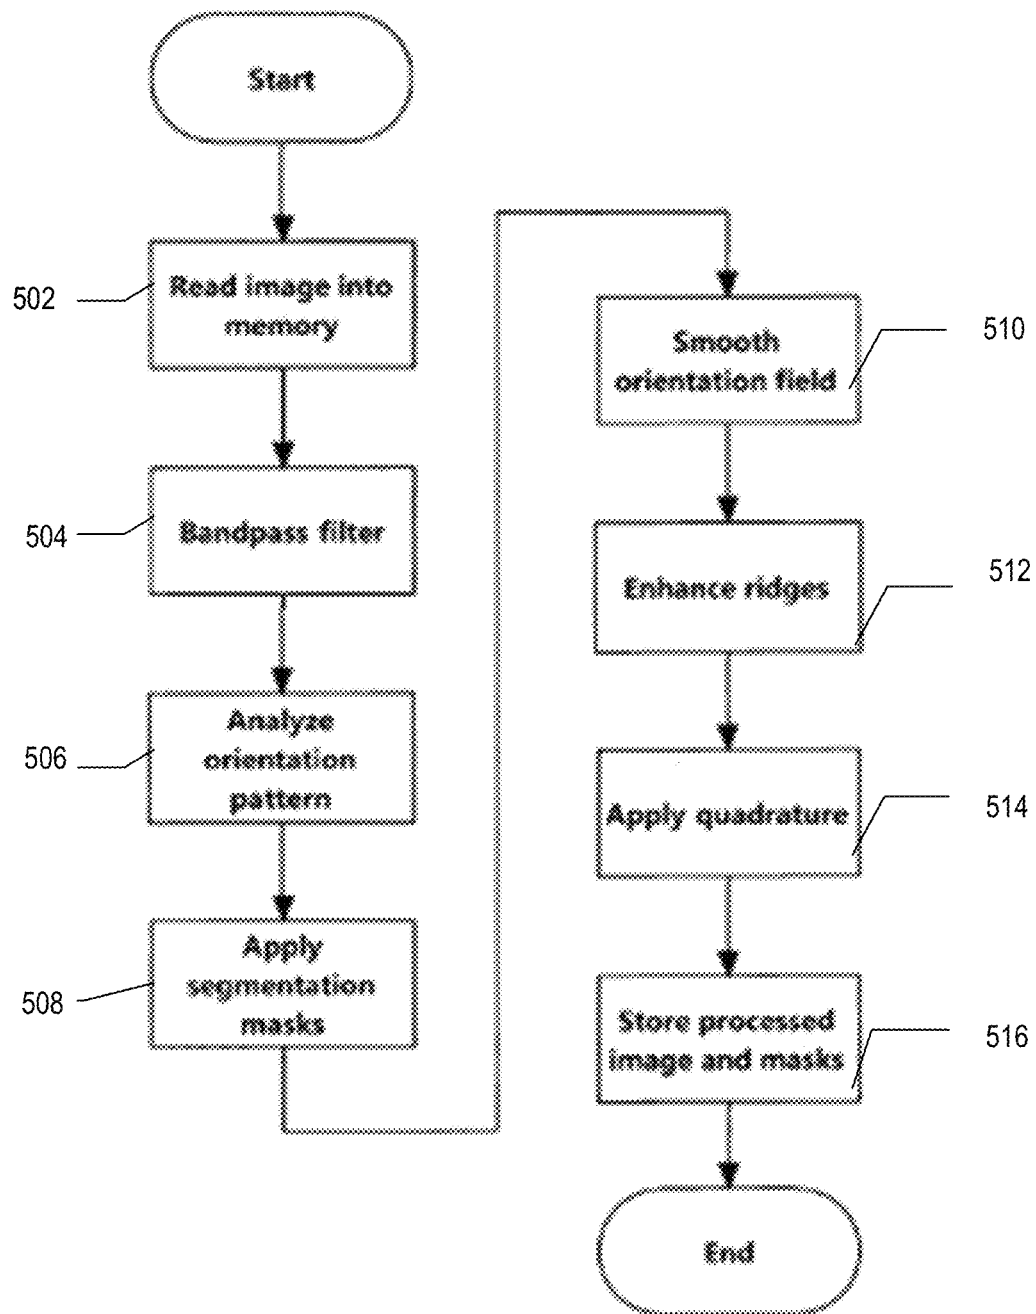 Start
502
Read image into
memory
504
Bandpass filter
506
Analyze
orientation
pattern
508
Apply
segmentation
masks
Smooth
orientation field
510
Enhance ridges
512
Apply quadrature
514
Store processed
image and masks
516
End